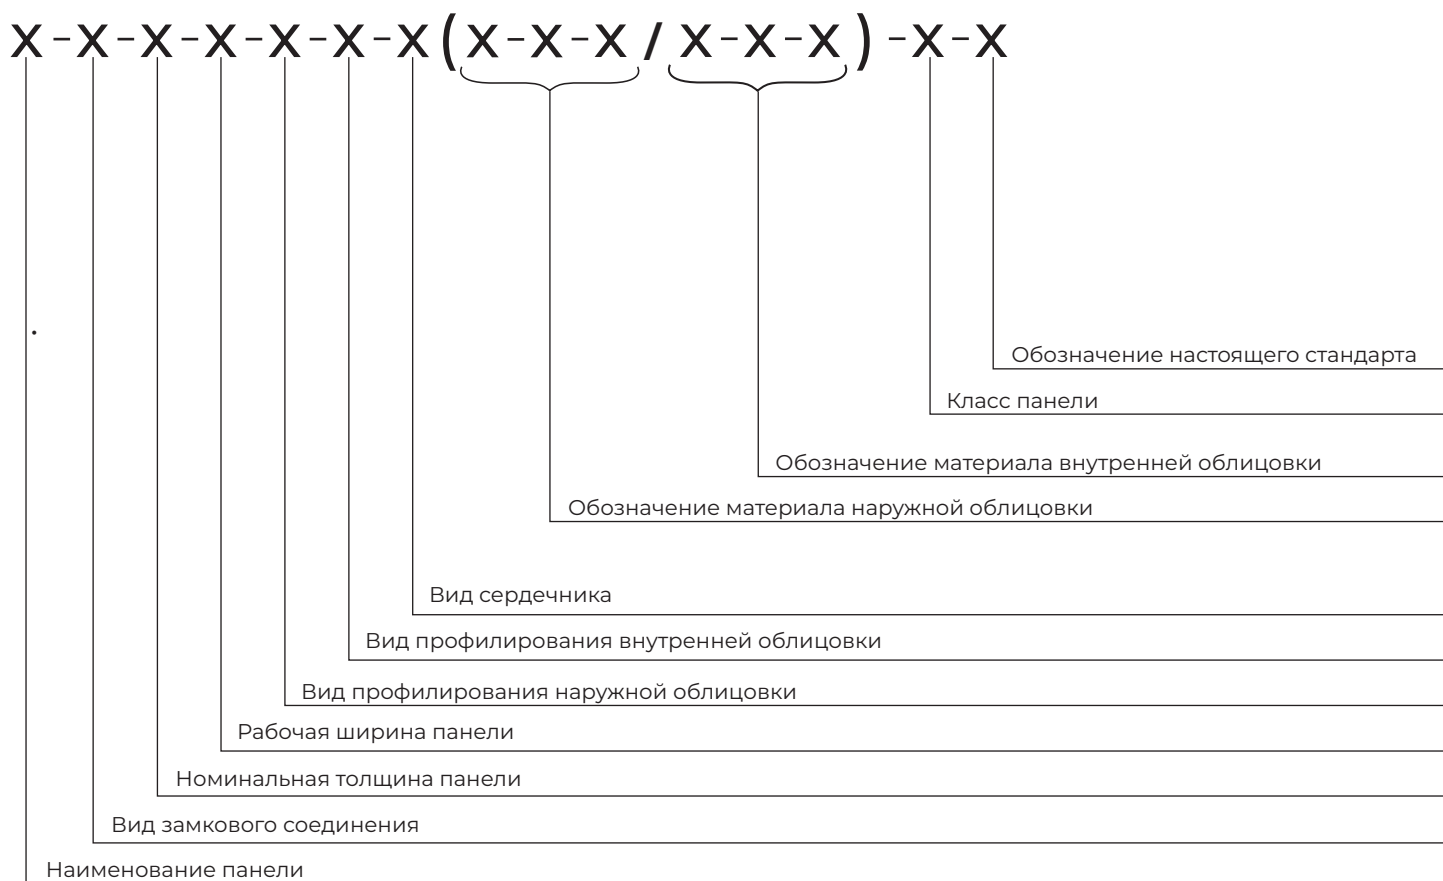 х-х-х-х-х-х-х(х-х-х/х-х-х)-х-х
Обозначение настоящего стандарта
Класс панели
Обозначение материала внутренней облицовки
Обозначение материала наружной облицовки
Вид сердечника
Вид профилирования внутренней облицовки
Вид профилирования наружной облицовки
Рабочая ширина панели
Номинальная толщина панели
Вид замкового соединения
Наименование панели